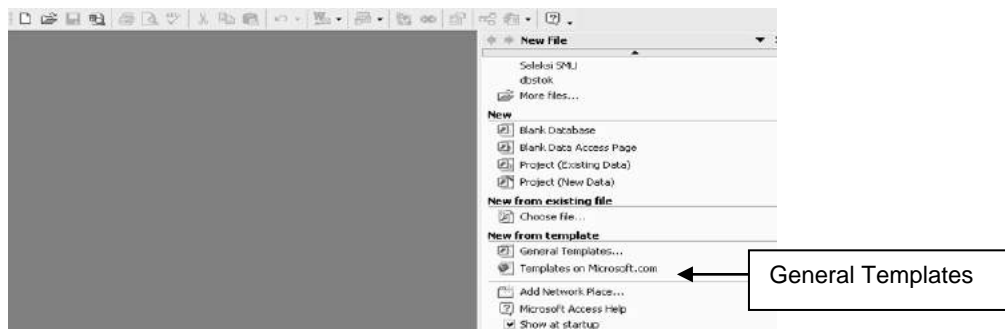 New File
Seleksi SMU
dbstok
More files...
New
Blank Database
Blank Data Access Page
Project (Existing Data)
Project (New Data)
New from existing file
Choose file...
New from template
General Templates...
Templates on Microsoft.com
General Templates
Add Network Place...
Microsoft Access Help
Show at startup